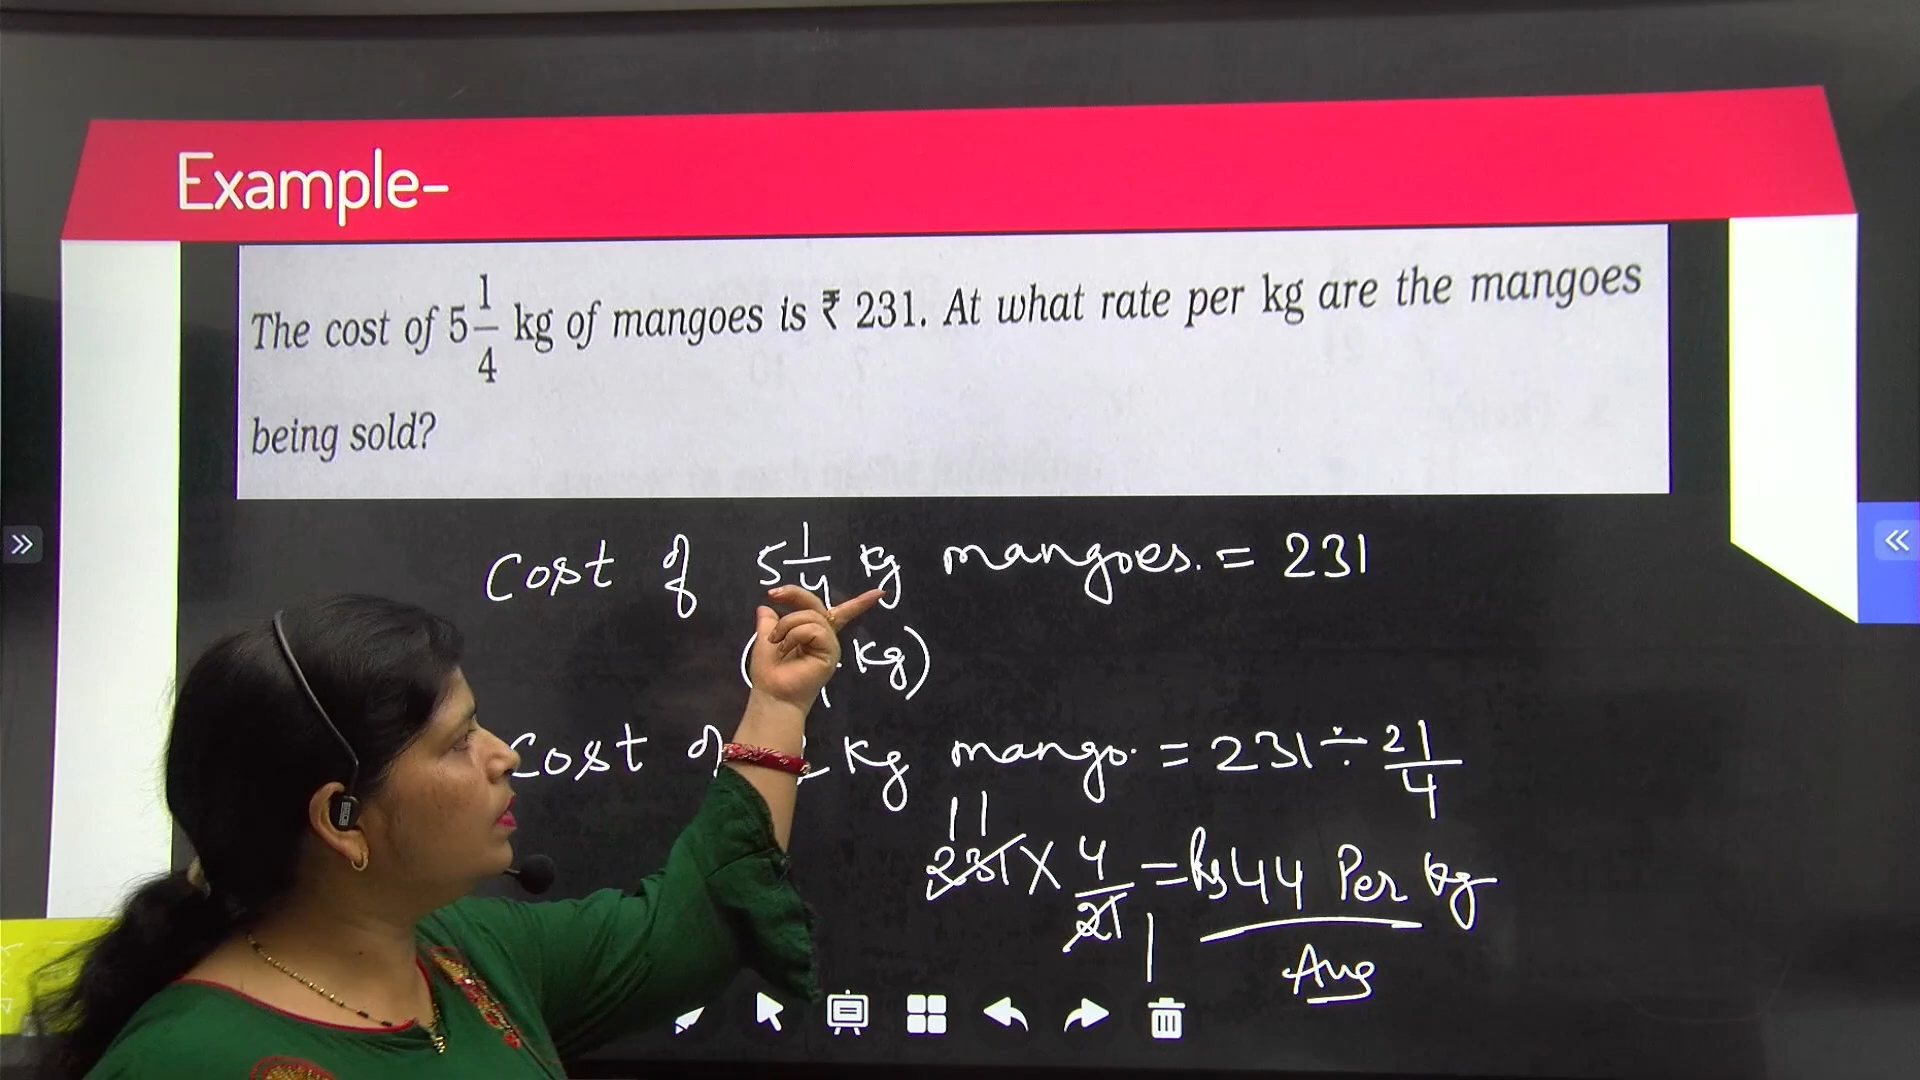 Example-
The cost of 5 1/4 kg of mangoes is ₹ 231. At what rate per kg are the mangoes
being sold?
Cost of 5 1/4 kg mangoes. = 231
( kg)
Cost of kg mango. = 231 ÷ 21/4
11
231 X 4/21 = Rs 44 Per kg
1
Ans